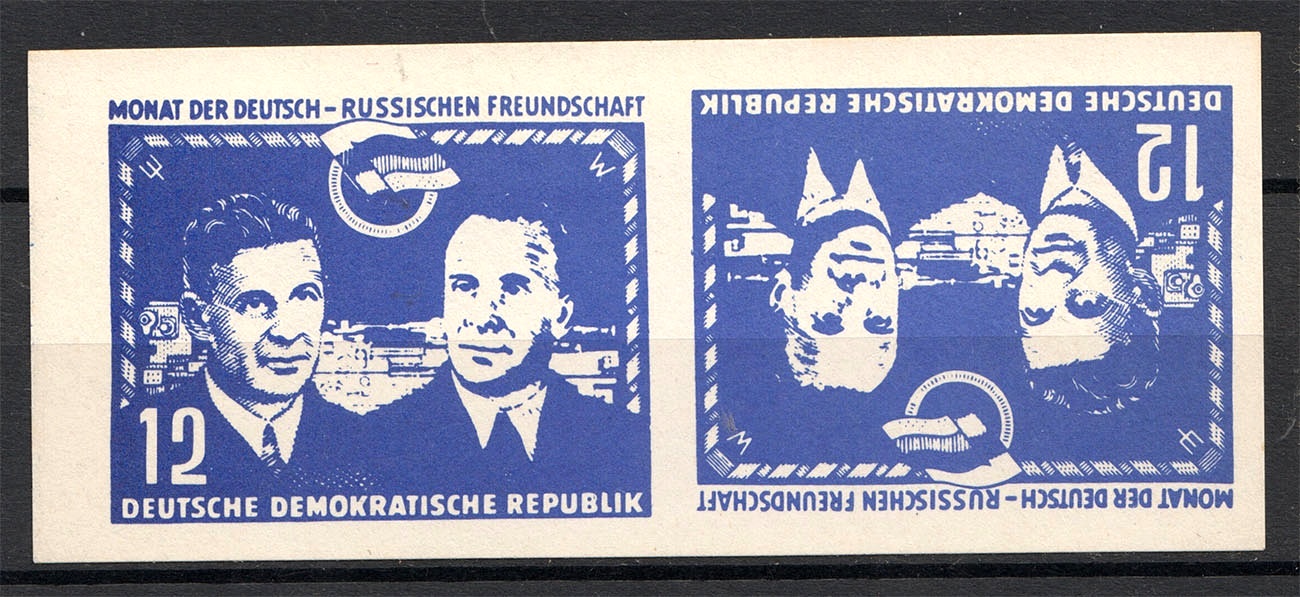 MONAT DER DEUTSCH – RUSSISCHEN FREUNDSCHAFT
12
DEUTSCHE DEMOKRATISCHE REPUBLIK
DEUTSCHE DEMOKRATISCHE REPUBLIK
12
MONAT DER DEUTSCH – RUSSISCHEN FREUNDSCHAFT